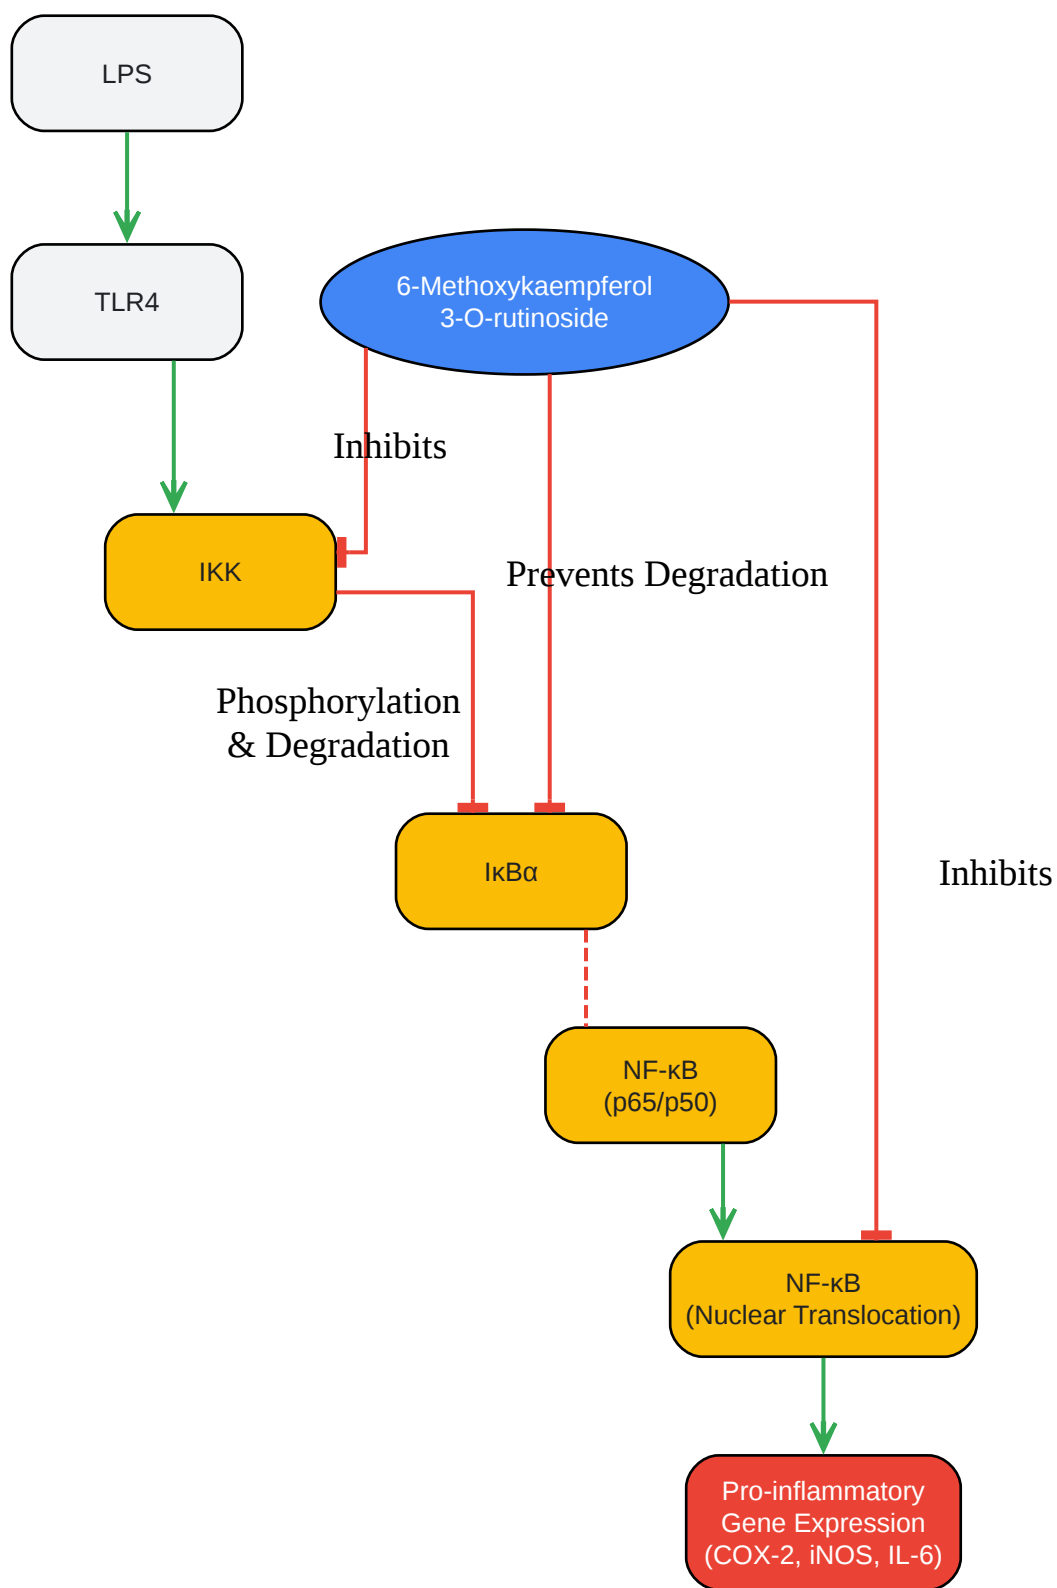 LPS
TLR4
6-Methoxykaempferol
3-O-rutinoside
Inhibits
IKK
Prevents Degradation
Phosphorylation
& Degradation
IκBα
Inhibits
NF-κB
(p65/p50)
NF-κB
(Nuclear Translocation)
Pro-inflammatory
Gene Expression
(COX-2, iNOS, IL-6)